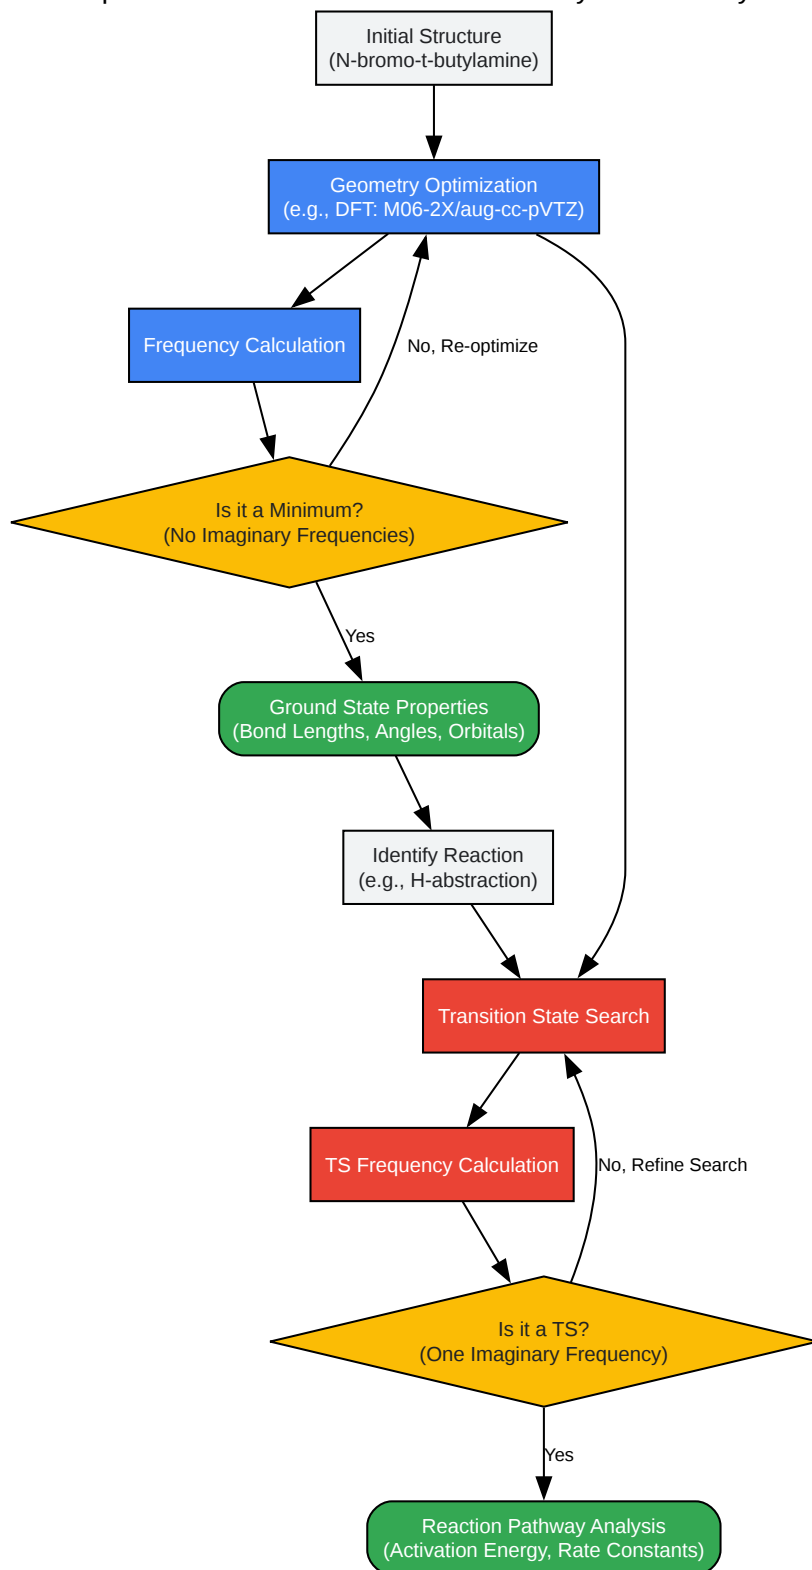 Initial Structure
(N-bromo-t-butylamine)
Geometry Optimization
(e.g., DFT: M06-2X/aug-cc-pVTZ)
Frequency Calculation
No, Re-optimize
Is it a Minimum?
(No Imaginary Frequencies)
Yes
Ground State Properties
(Bond Lengths, Angles, Orbitals)
Identify Reaction
(e.g., H-abstraction)
Transition State Search
TS Frequency Calculation
No, Refine Search
Is it a TS?
(One Imaginary Frequency)
Yes
Reaction Pathway Analysis
(Activation Energy, Rate Constants)